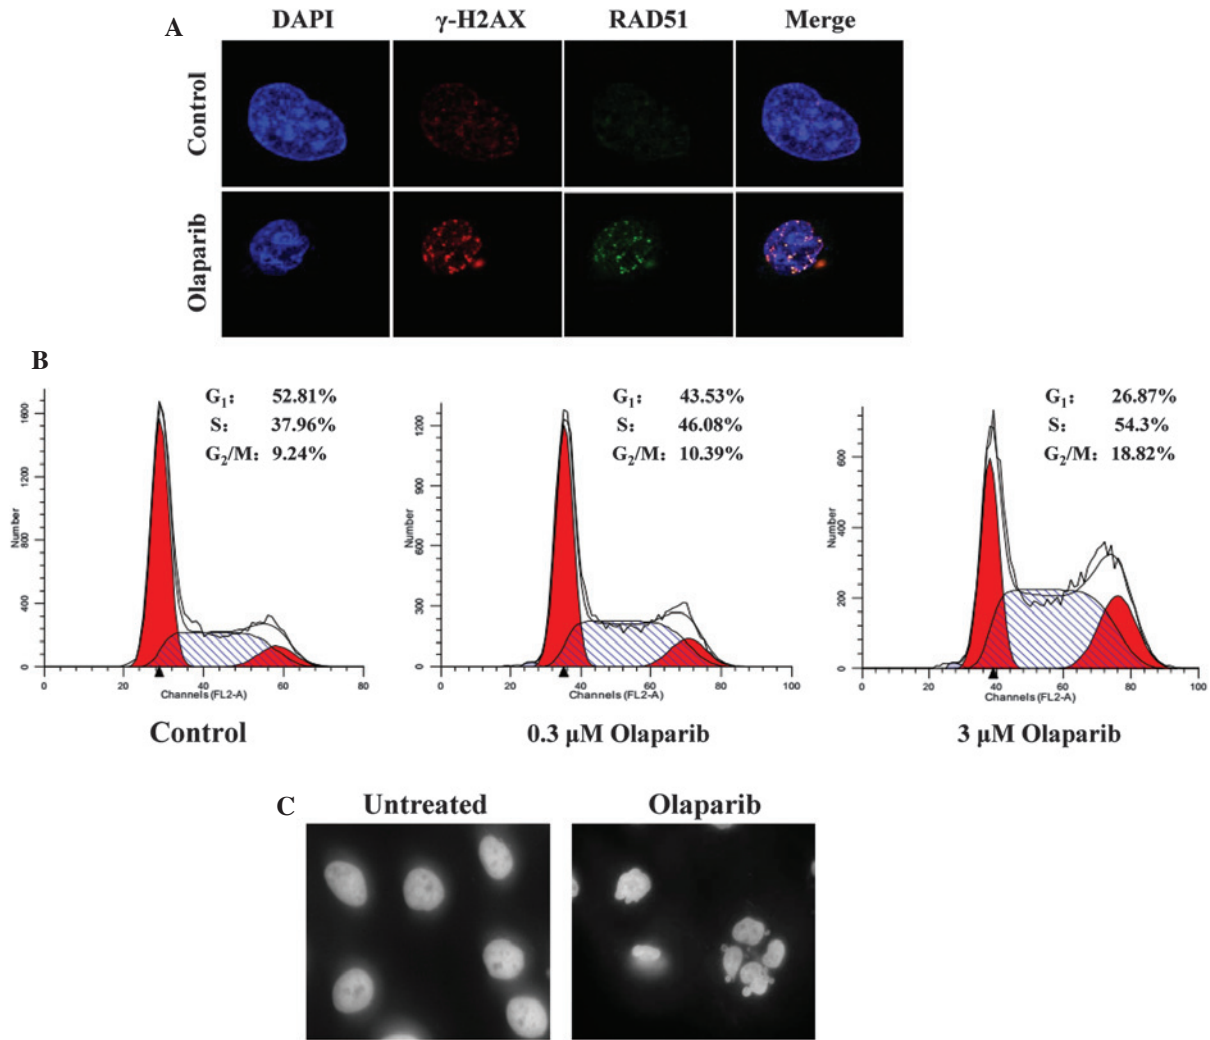 A
DAPI γ-H2AX RAD51 Merge
Control
Olaparib
B
G₁: 52.81%
S: 37.96%
G₂/M: 9.24%
Number
1600
1200
800
400
0
0 20 40 60 80
Channels (FL2-A)
Control
G₁: 43.53%
S: 46.08%
G₂/M: 10.39%
Number
1200
900
600
300
0
0 20 40 60 80 100
Channels (FL2-A)
0.3 µM Olaparib
G₁: 26.87%
S: 54.3%
G₂/M: 18.82%
Number
600
400
200
0
0 20 40 60 80 100
Channels (FL2-A)
3 µM Olaparib
C
Untreated Olaparib